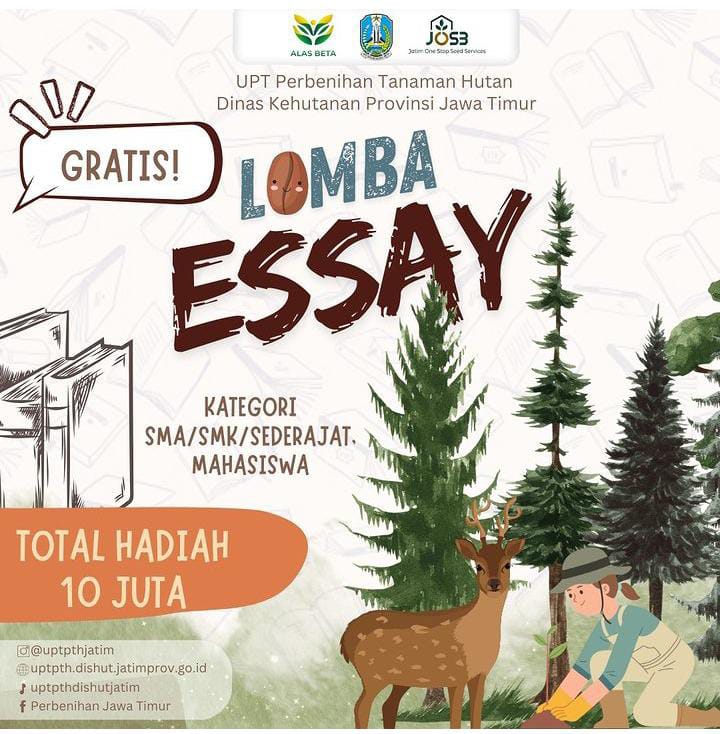 ALAS BETA
JOSB
Jatim One Stop Seed Services
UPT Perbenihan Tanaman Hutan
Dinas Kehutanan Provinsi Jawa Timur
GRATIS!
LOMBA
ESSAY
KATEGORI
SMA/SMK/SEDERAJAT,
MAHASISWA
TOTAL HADIAH
10 JUTA
@uptpthjatim
uptpth.dishut.jatimprov.go.id
uptpthdishutjatim
Perbenihan Jawa Timur